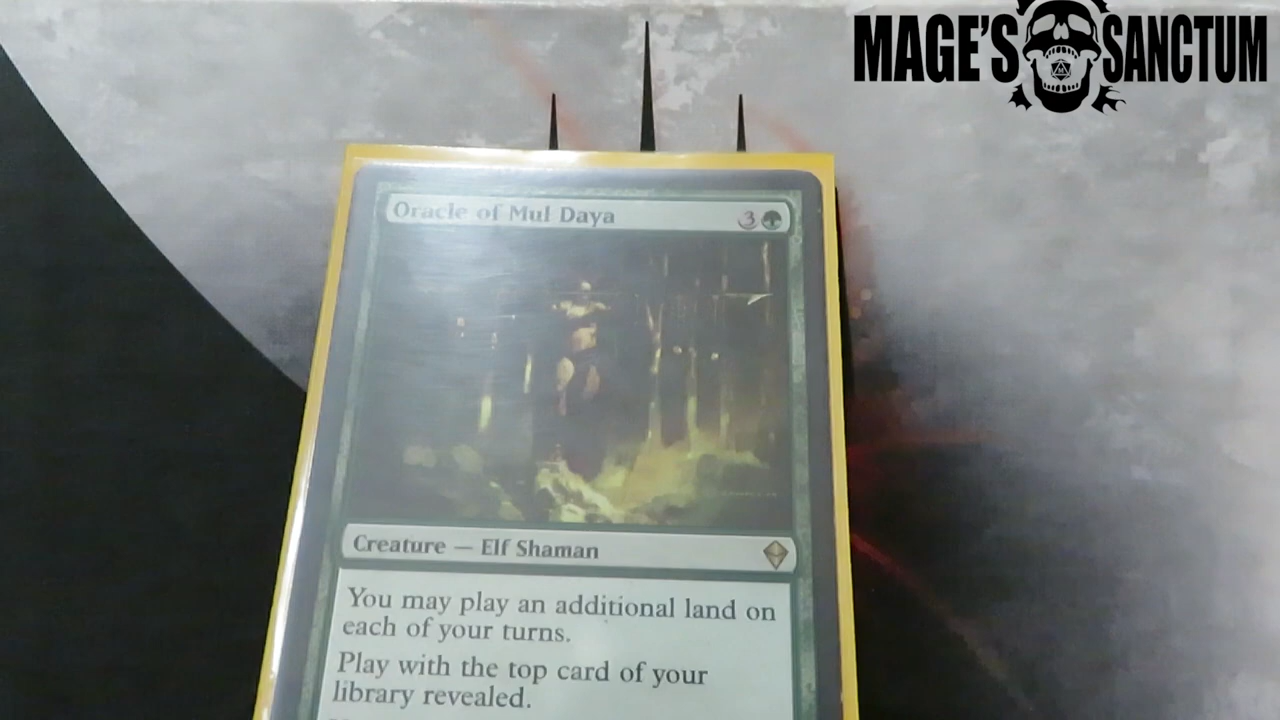 MAGE'S SANCTUM
Oracle of Mul Daya 3
Creature — Elf Shaman
You may play an additional land on
each of your turns.
Play with the top card of your
library revealed.